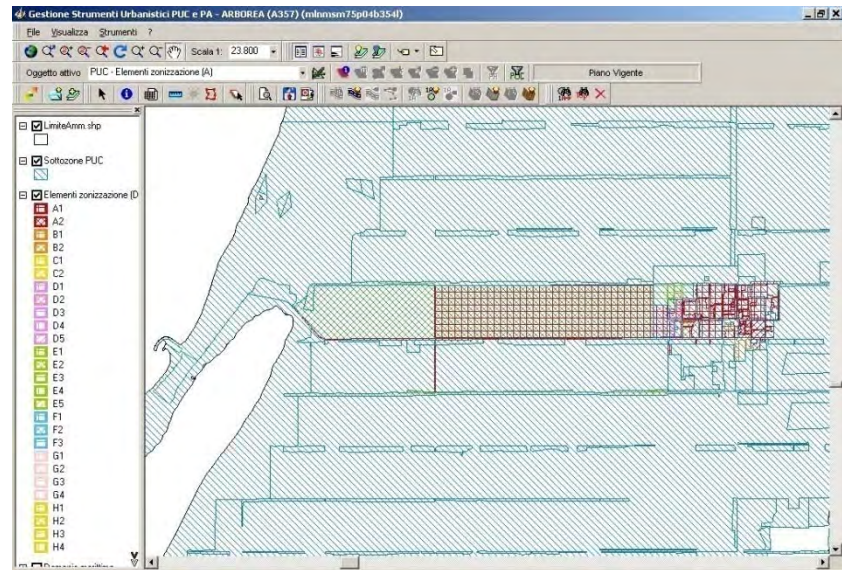 Gestione Strumenti Urbanistici PUC e PA - ARBOREA (A357) (mlnmsm75p04b354l)
File Visualizza Strumenti ?
Scala 1: 23.800
Oggetto attivo PUC - Elementi zonizzazione (A) Piano Vigente
LimiteAmm.shp
Sottozone PUC
Elementi zonizzazione (D
A1
A2
B1
B2
C1
C2
D1
D2
D3
D4
D5
E1
E2
E3
E4
E5
F1
F2
F3
G1
G2
G3
G4
H1
H2
H3
H4
Demanio marittimo